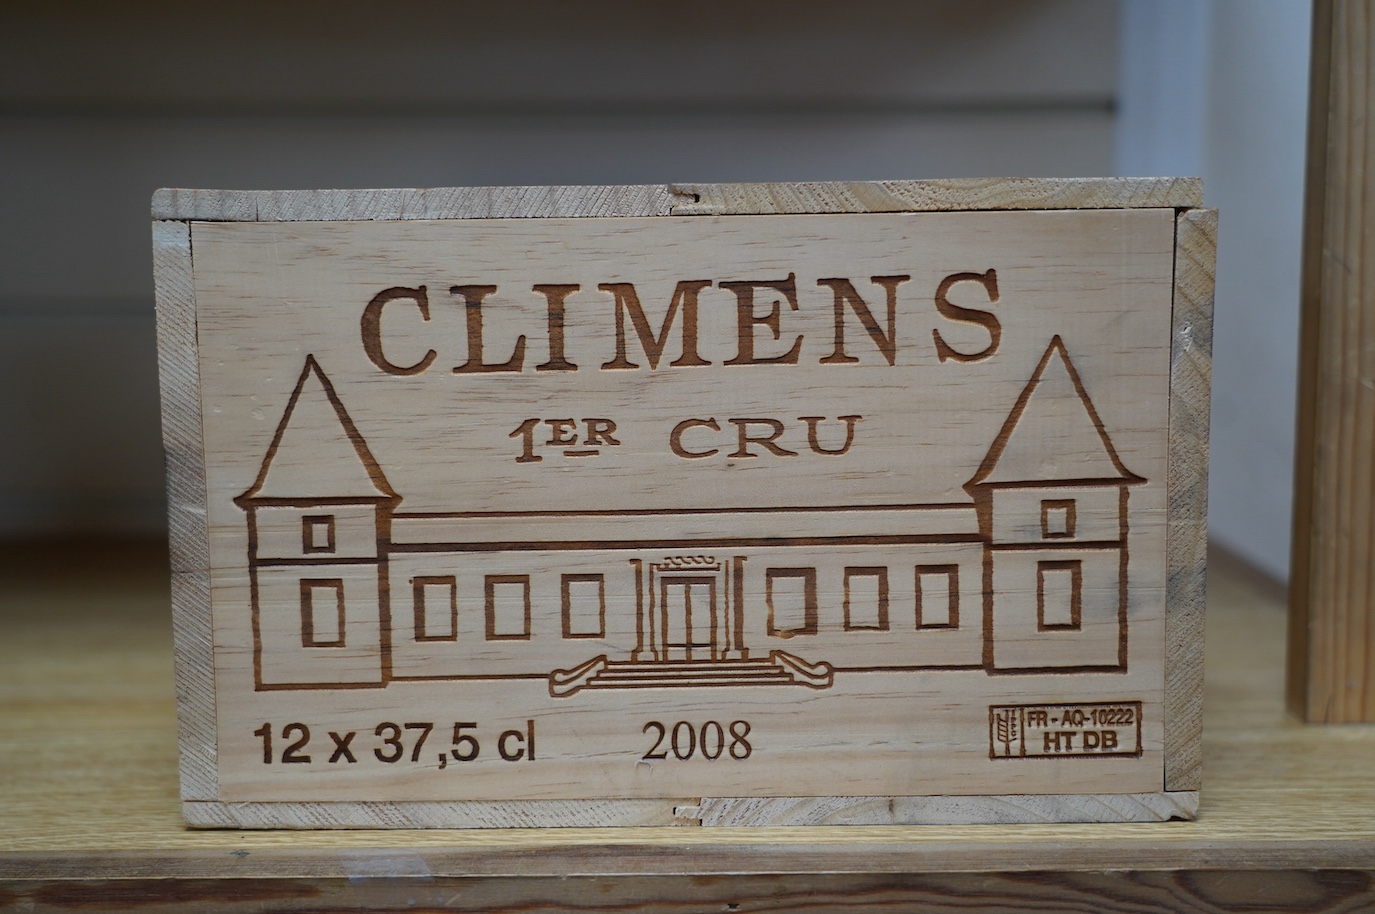 CLIMENS
1ER CRU
12 x 37,5 cl
2008
FR - AQ-10222
HT DB